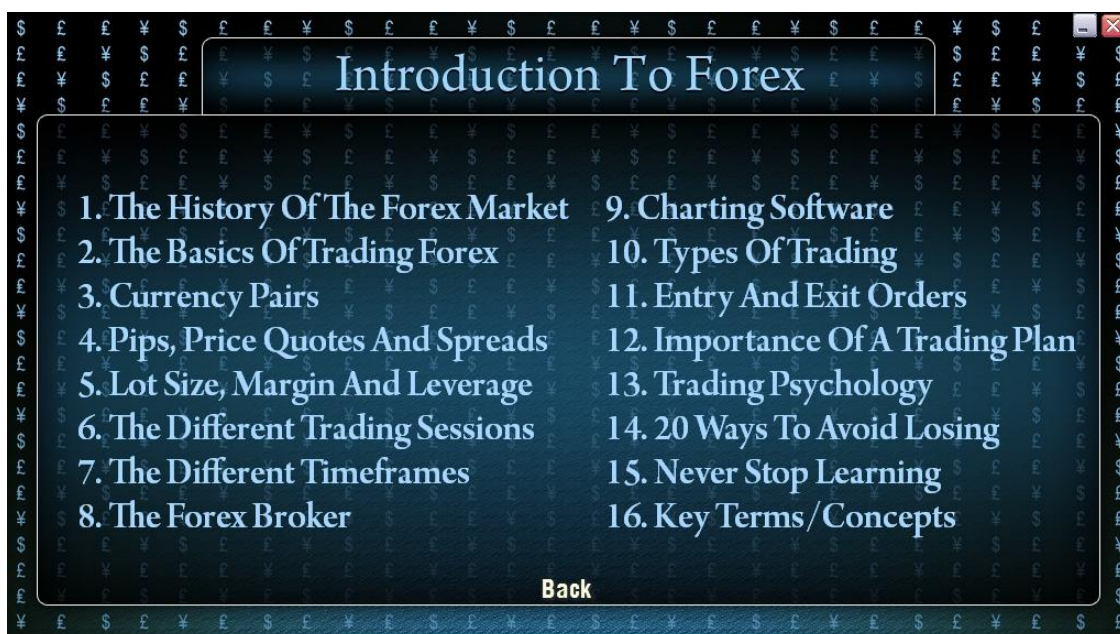 Introduction To Forex
1. The History Of The Forex Market
2. The Basics Of Trading Forex
3. Currency Pairs
4. Pips, Price Quotes And Spreads
5. Lot Size, Margin And Leverage
6. The Different Trading Sessions
7. The Different Timeframes
8. The Forex Broker
9. Charting Software
10. Types Of Trading
11. Entry And Exit Orders
12. Importance Of A Trading Plan
13. Trading Psychology
14. 20 Ways To Avoid Losing
15. Never Stop Learning
16. Key Terms/Concepts
Back